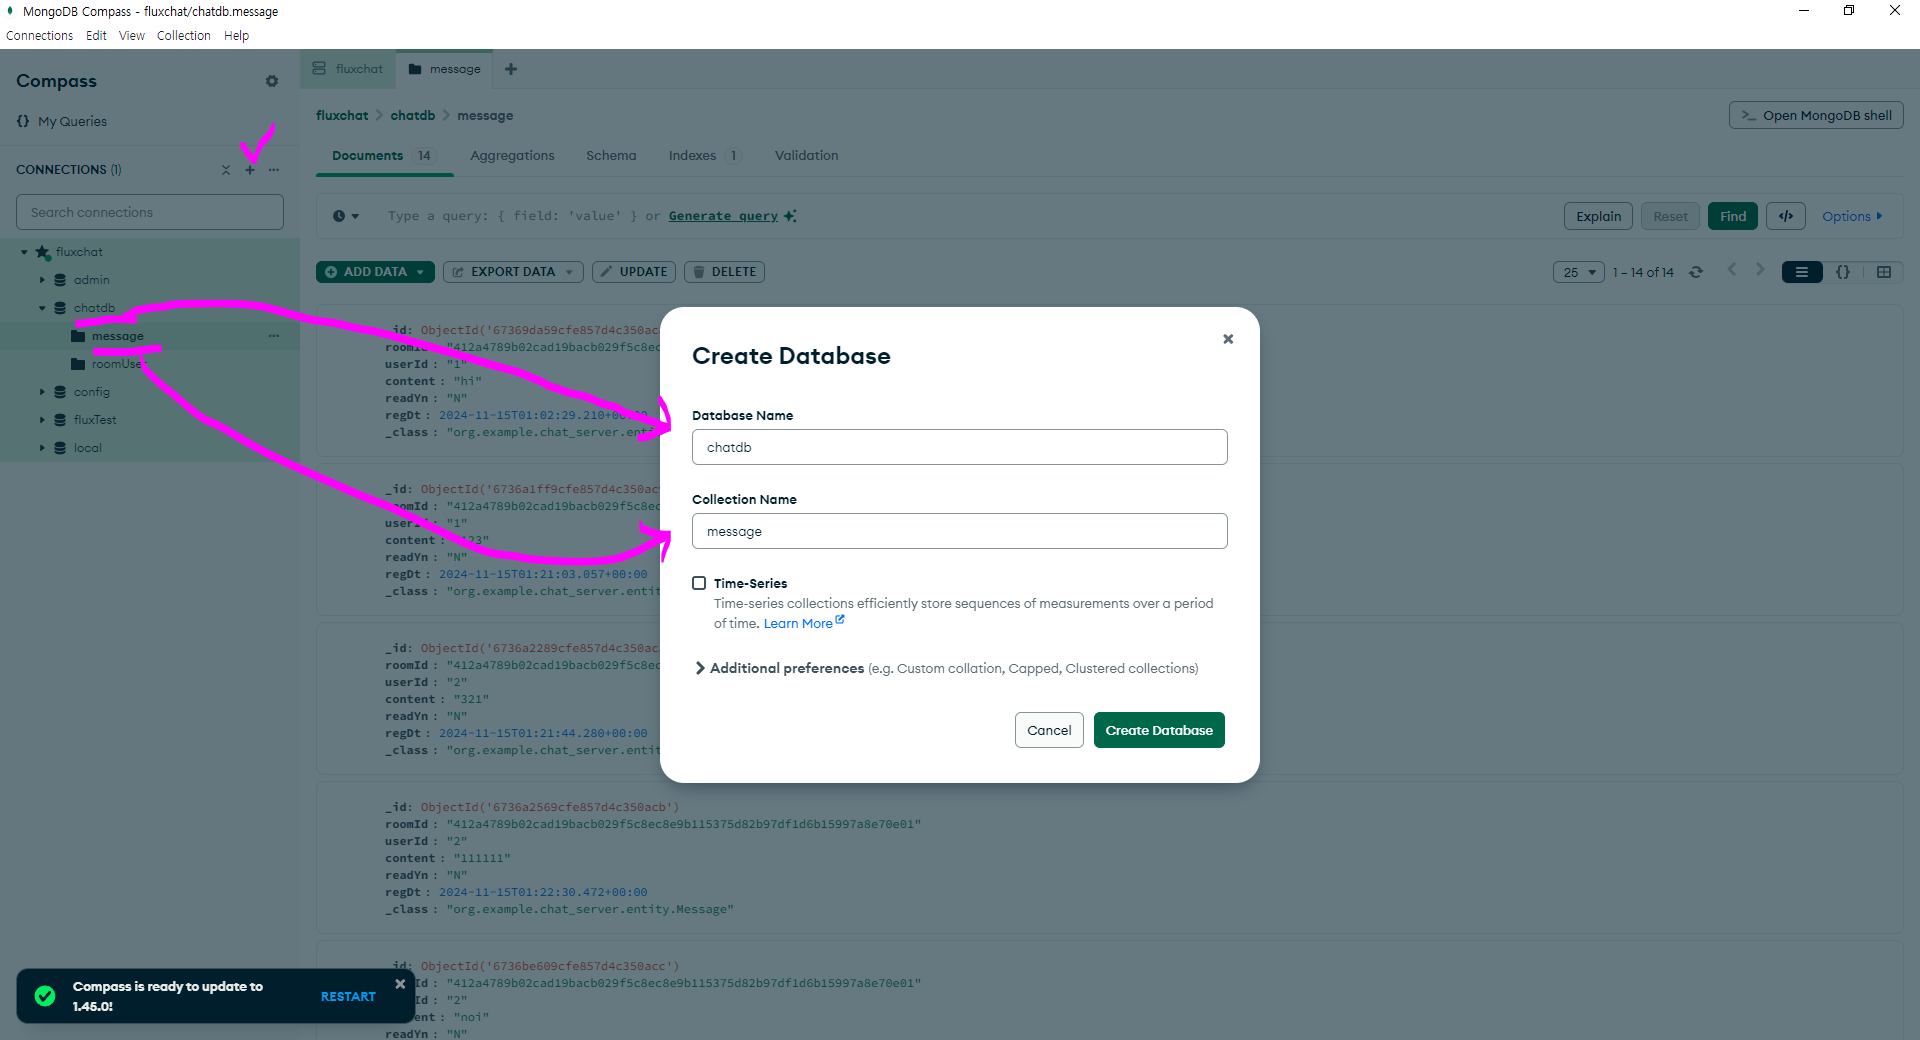 MongoDB Compass - fluxchat/chatdb.message
Connections Edit View Collection Help
Compass
My Queries
CONNECTIONS (1)
Search connections
fluxchat
admin
chatdb
message
config
fluxTest
local
fluxchat message
fluxchat > chatdb > message
>_ Open MongoDB shell
Documents 14 Aggregations Schema Indexes 1 Validation
Type a query: { field: 'value' } or Generate query
Explain Reset Find </> Options
ADD DATA EXPORT DATA UPDATE DELETE
25 1 – 14 of 14 {}
_id: ObjectId('67369da59cfe857d4c350ac
roomId : "412a4789b02cad19bacb029f5c8ec
userId : "1"
content : "hi"
readYn : "N"
regDt : 2024-11-15T01:02:29.210+00:00
_class : "org.example.chat_server.enti
_id: ObjectId('6736a1ff9cfe857d4c350ac
roomId : "412a4789b02cad19bacb029f5c8ec
userId : "1"
content : "123"
readYn : "N"
regDt : 2024-11-15T01:21:03.057+00:00
_class : "org.example.chat_server.entit
_id: ObjectId('6736a2289cfe857d4c350ac
roomId : "412a4789b02cad19bacb029f5c8ec
userId : "2"
content : "321"
readYn : "N"
regDt : 2024-11-15T01:21:44.280+00:00
_class : "org.example.chat_server.entit
_id: ObjectId('6736a2569cfe857d4c350acb')
roomId : "412a4789b02cad19bacb029f5c8ec8e9b115375d82b97df1d6b15997a8e70e01"
userId : "2"
content : "111111"
readYn : "N"
regDt : 2024-11-15T01:22:30.472+00:00
_class : "org.example.chat_server.entity.Message"
_id: ObjectId('6736be609cfe857d4c350acc')
Id : "412a4789b02cad19bacb029f5c8ec8e9b115375d82b97df1d6b15997a8e70e01"
Id : "2"
ent : "noi"
readYn : "N"
Create Database
Database Name
chatdb
Collection Name
message
Time-Series
Time-series collections efficiently store sequences of measurements over a period
of time. Learn More
Additional preferences (e.g. Custom collation, Capped, Clustered collections)
Cancel Create Database
Compass is ready to update to
1.45.0!
RESTART